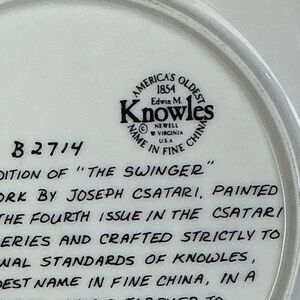 AMERICA'S OLDEST
1854
Edwin M.
Knowles
©
NEWELL
W VIRGINIA
USA
NAME IN FINE CHINA
B2714
DITION OF "THE SWINGER"
ORK BY JOSEPH CSATARI, PAINTED
THE FOURTH ISSUE IN THE CSATARI
ERIES AND CRAFTED STRICTLY TO
NAL STANDARDS OF KNOWLES,
DEST NAME IN FINE CHINA, IN A